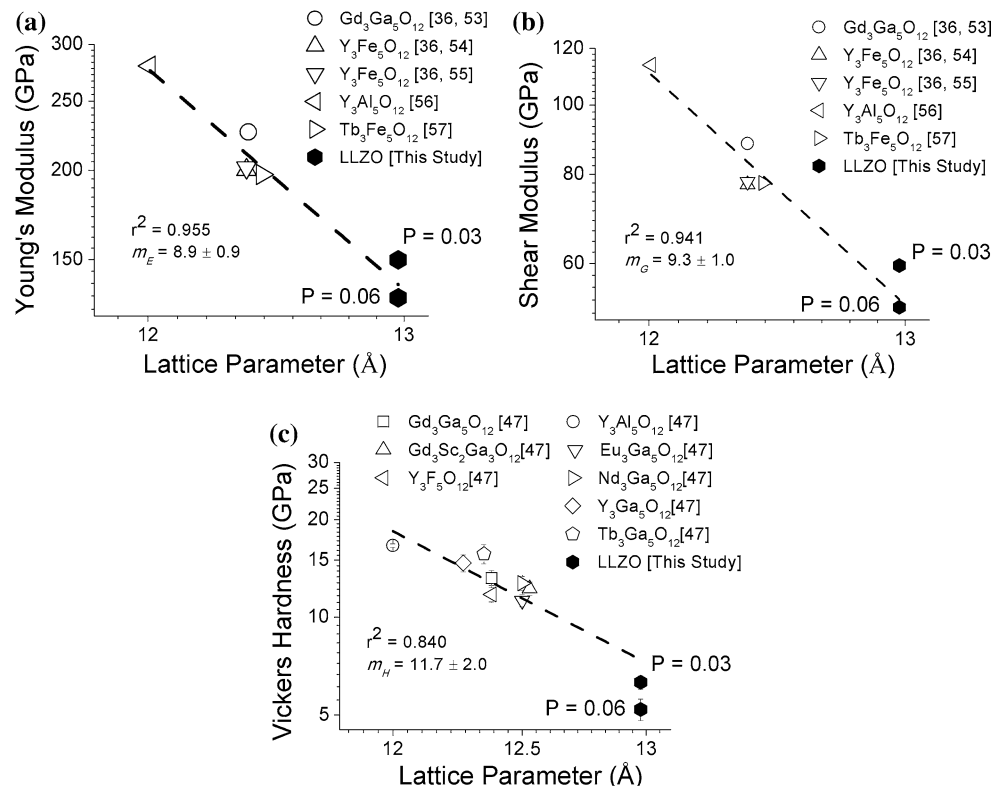 (a)
Gd3Ga5O12 [36, 53]
Y3Fe5O12 [36, 54]
Y3Fe5O12 [36, 55]
Y3Al5O12 [56]
Tb3Fe5O12 [57]
LLZO [This Study]
Young's Modulus (GPa)
300
250
200
150
r2 = 0.955
mE = 8.9 ± 0.9
P = 0.03
P = 0.06
12
13
Lattice Parameter (Å)
(b)
Gd3Ga5O12 [36, 53]
Y3Fe5O12 [36, 54]
Y3Fe5O12 [36, 55]
Y3Al5O12 [56]
Tb3Fe5O12 [57]
LLZO [This Study]
Shear Modulus (GPa)
120
100
80
60
r2 = 0.941
mG = 9.3 ± 1.0
P = 0.03
P = 0.06
12
13
Lattice Parameter (Å)
(c)
Gd3Ga5O12 [47]
Gd3Sc2Ga3O12[47]
Y3F5O12[47]
Y3Al5O12 [47]
Eu3Ga5O12[47]
Nd3Ga5O12[47]
Y3Ga5O12[47]
Tb3Ga5O12[47]
LLZO [This Study]
Vickers Hardness (GPa)
30
25
20
15
10
5
r2 = 0.840
mH = 11.7 ± 2.0
P = 0.03
P = 0.06
12
12.5
13
Lattice Parameter (Å)